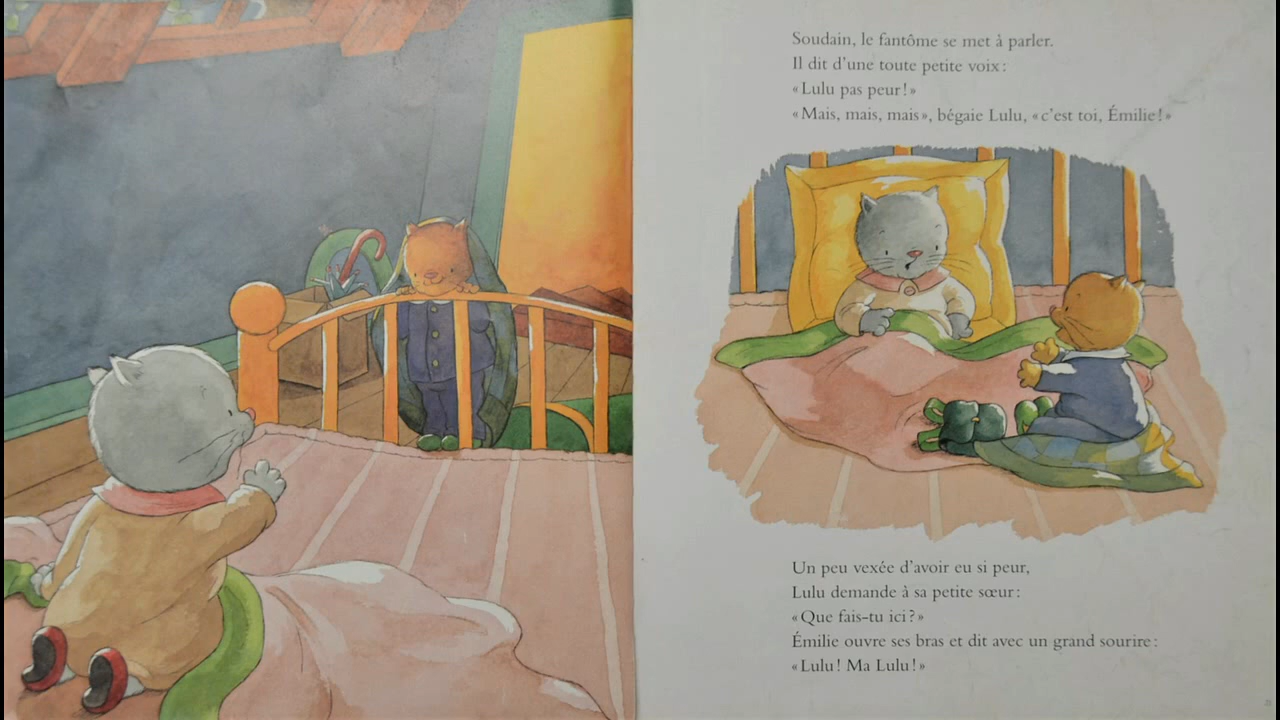 Soudain, le fantôme se met à parler.
Il dit d'une toute petite voix :
« Lulu pas peur ! »
« Mais, mais, mais », bégaie Lulu, « c'est toi, Émilie ! »
Un peu vexée d'avoir eu si peur,
Lulu demande à sa petite sœur :
« Que fais-tu ici ? »
Émilie ouvre ses bras et dit avec un grand sourire :
« Lulu ! Ma Lulu ! »